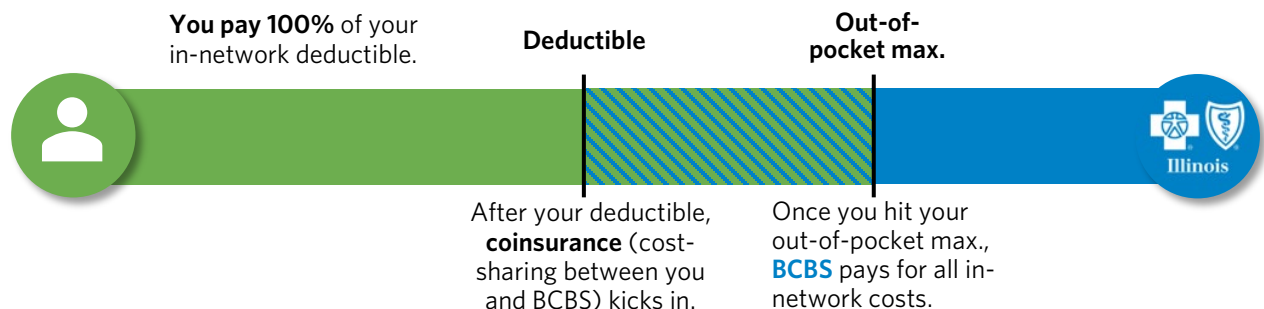 You pay 100% of your
in-network deductible.
Deductible
Out-of-
pocket max.
Illinois
After your deductible,
coinsurance (cost-
sharing between you
and BCBS) kicks in.
Once you hit your
out-of-pocket max.,
BCBS pays for all in-
network costs.